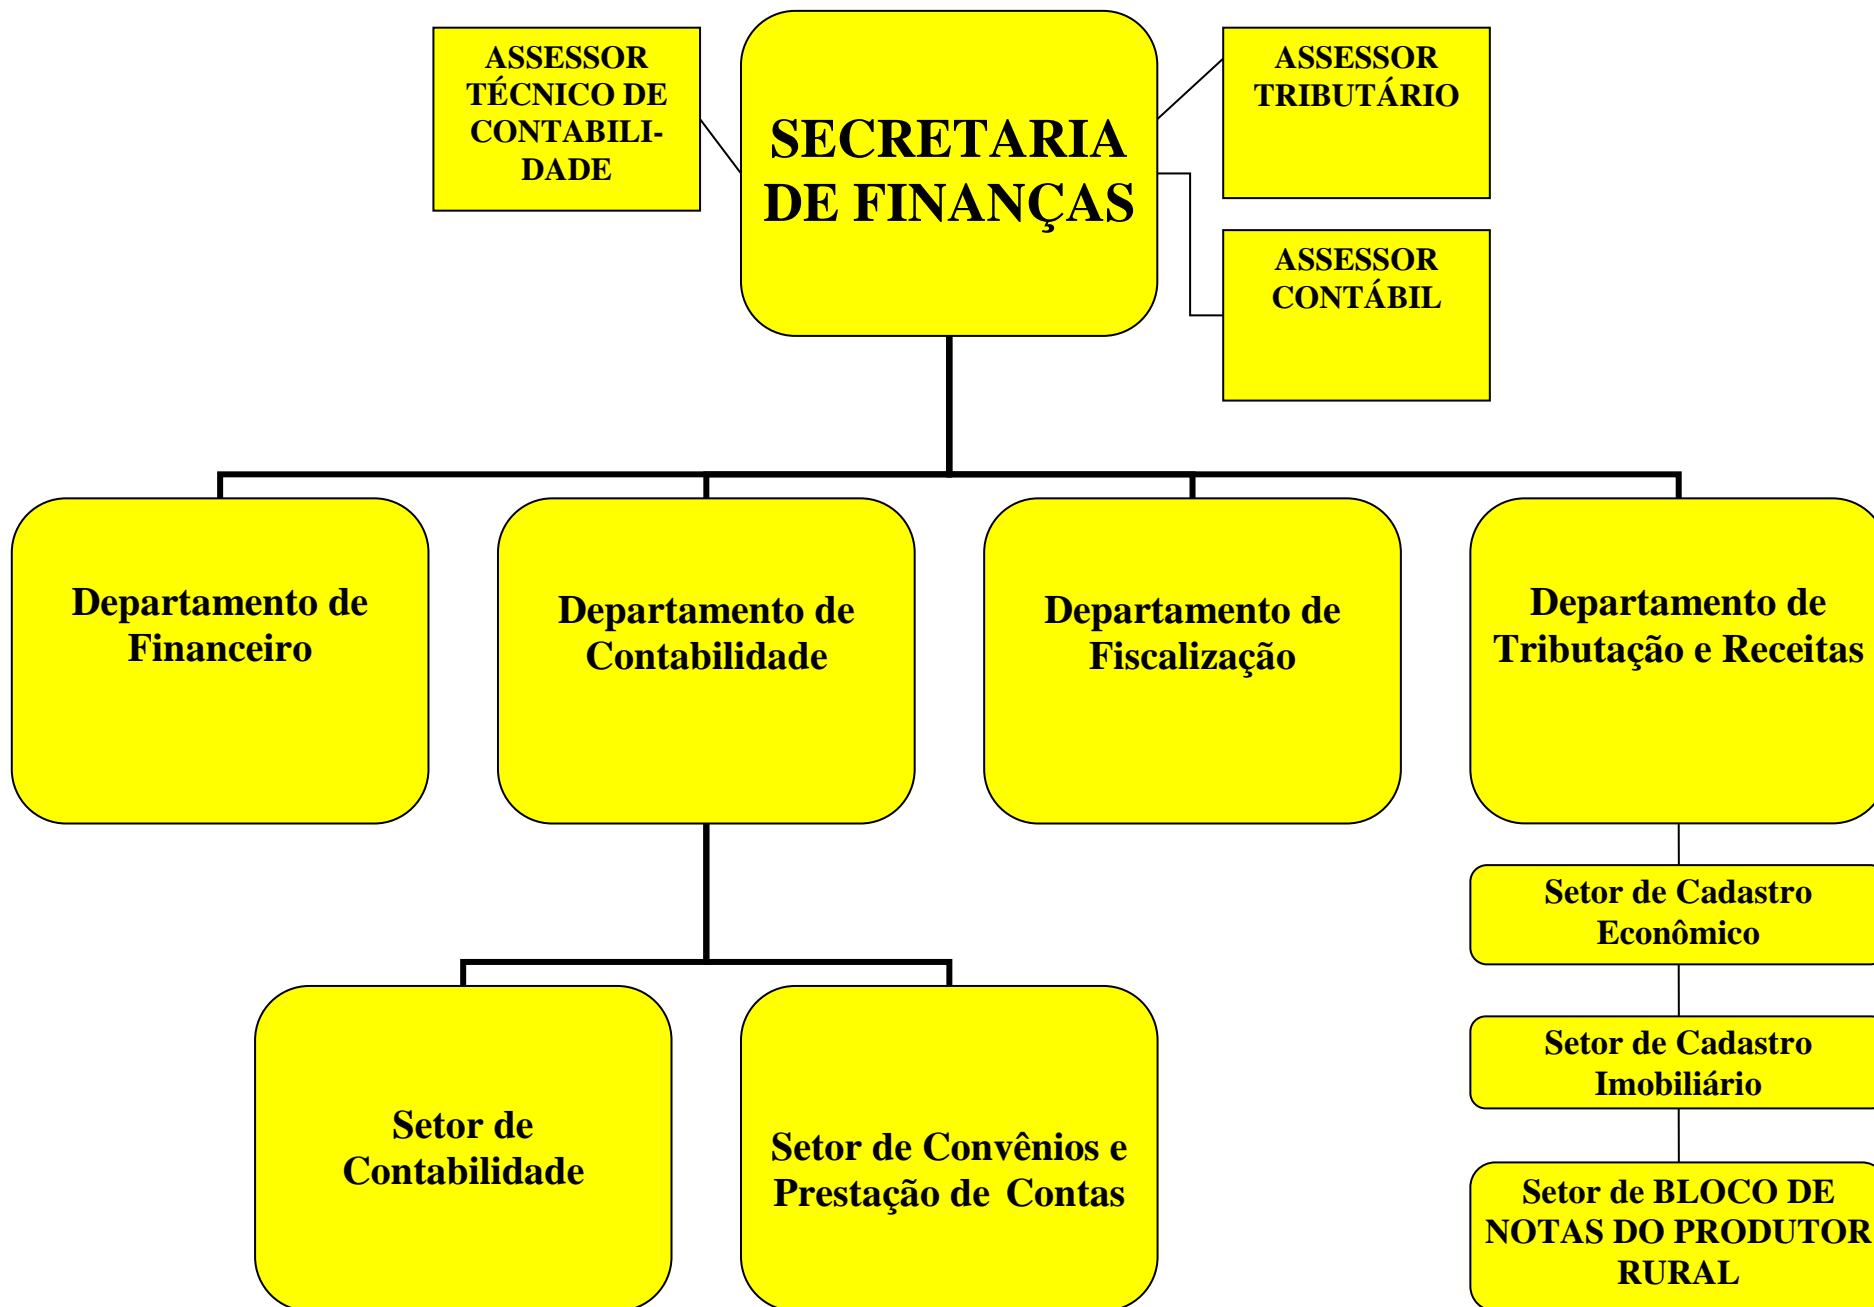 ASSESSOR
TÉCNICO DE
CONTABILI-
DADE
SECRETARIA
DE FINANÇAS
ASSESSOR
TRIBUTÁRIO
ASSESSOR
CONTÁBIL
Departamento de
Financeiro
Departamento de
Contabilidade
Departamento de
Fiscalização
Departamento de
Tributação e Receitas
Setor de
Contabilidade
Setor de Convênios e
Prestação de Contas
Setor de Cadastro
Econômico
Setor de Cadastro
Imobiliário
Setor de BLOCO DE
NOTAS DO PRODUTOR
RURAL